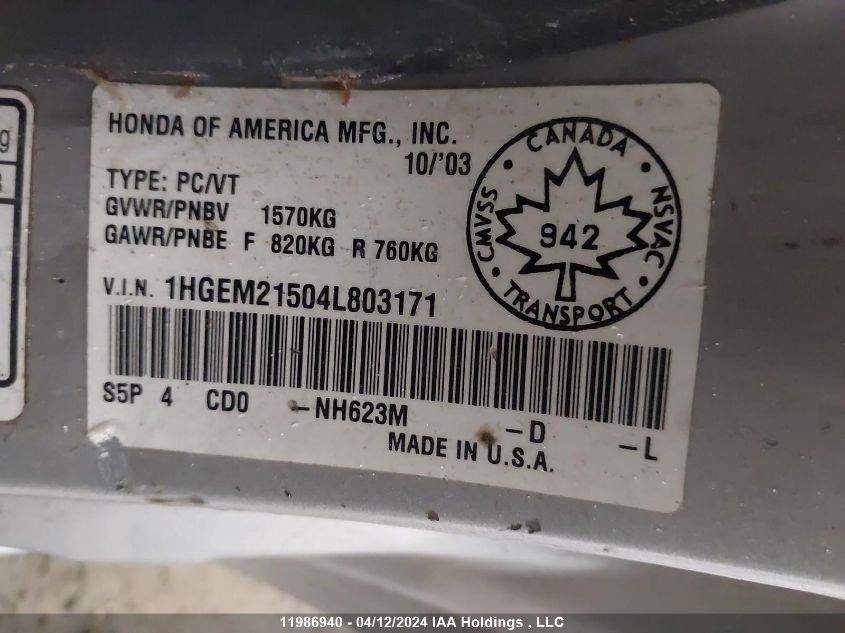 g
HONDA OF AMERICA MFG., INC.
10/'03
TYPE: PC/VT
GVWR/PNBV 1570KG
GAWR/PNBE F 820KG R 760KG
V.I.N. 1HGEM21504L803171
CANADA
CMVSS
NSVAC
942
TRANSPORT
S5P 4 CD0 -NH623M -D -L
MADE IN U.S.A.
11986940 - 04/12/2024 IAA Holdings , LLC